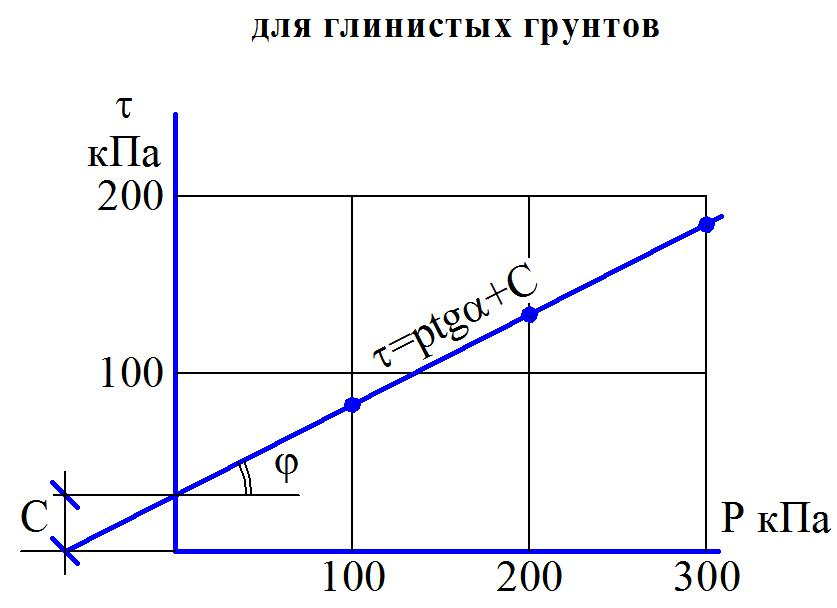 для глинистых грунтов
τ
кПа
200
τ=ptgα+C
100
φ
C
P кПа
100 200 300